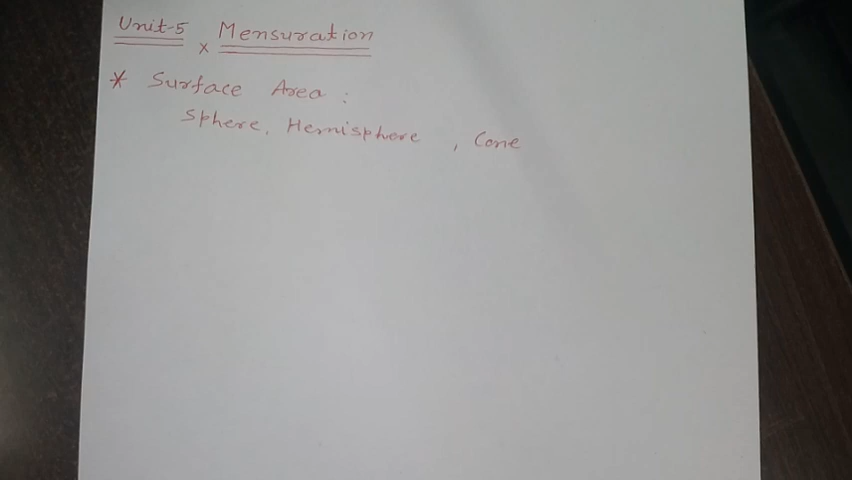 Unit-5 x Mensuration
* Surface Area :
Sphere, Hemisphere , Cone